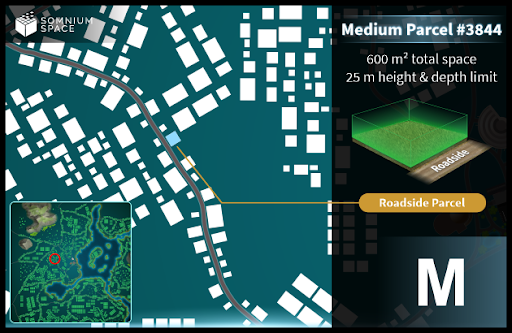 SOMNIUM
SPACE
Medium Parcel #3844
600 m² total space
25 m height & depth limit
Roadside
Roadside Parcel
M